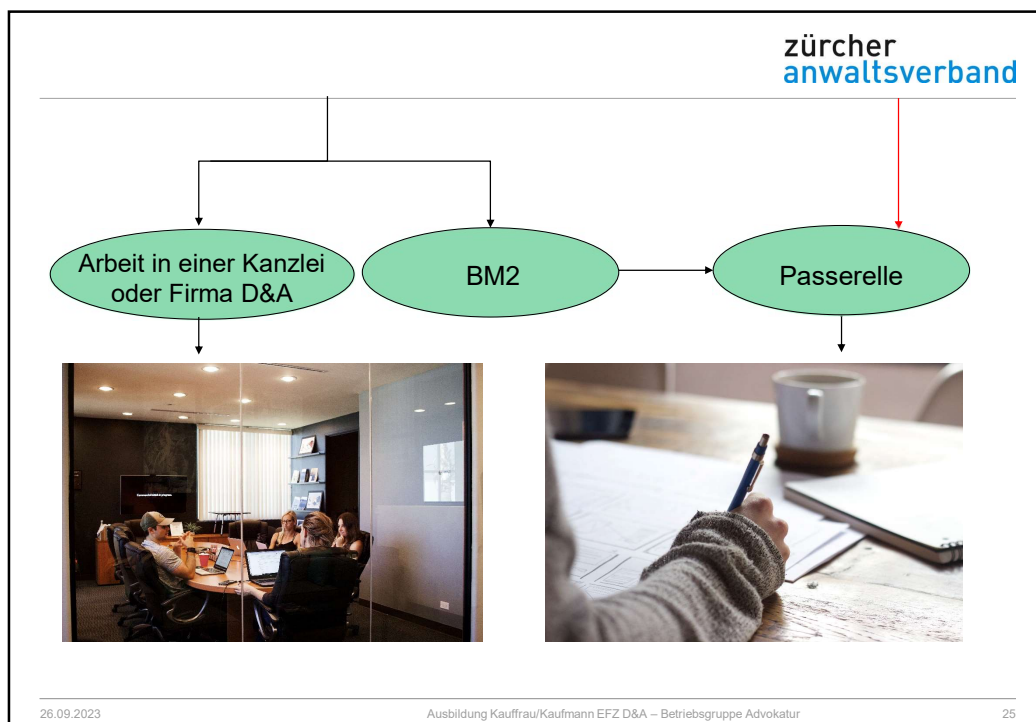 zürcher
anwaltsverband
Arbeit in einer Kanzlei
oder Firma D&A
BM2
Passerelle
26.09.2023
Ausbildung Kauffrau/Kaufmann EFZ D&A – Betriebsgruppe Advokatur
25